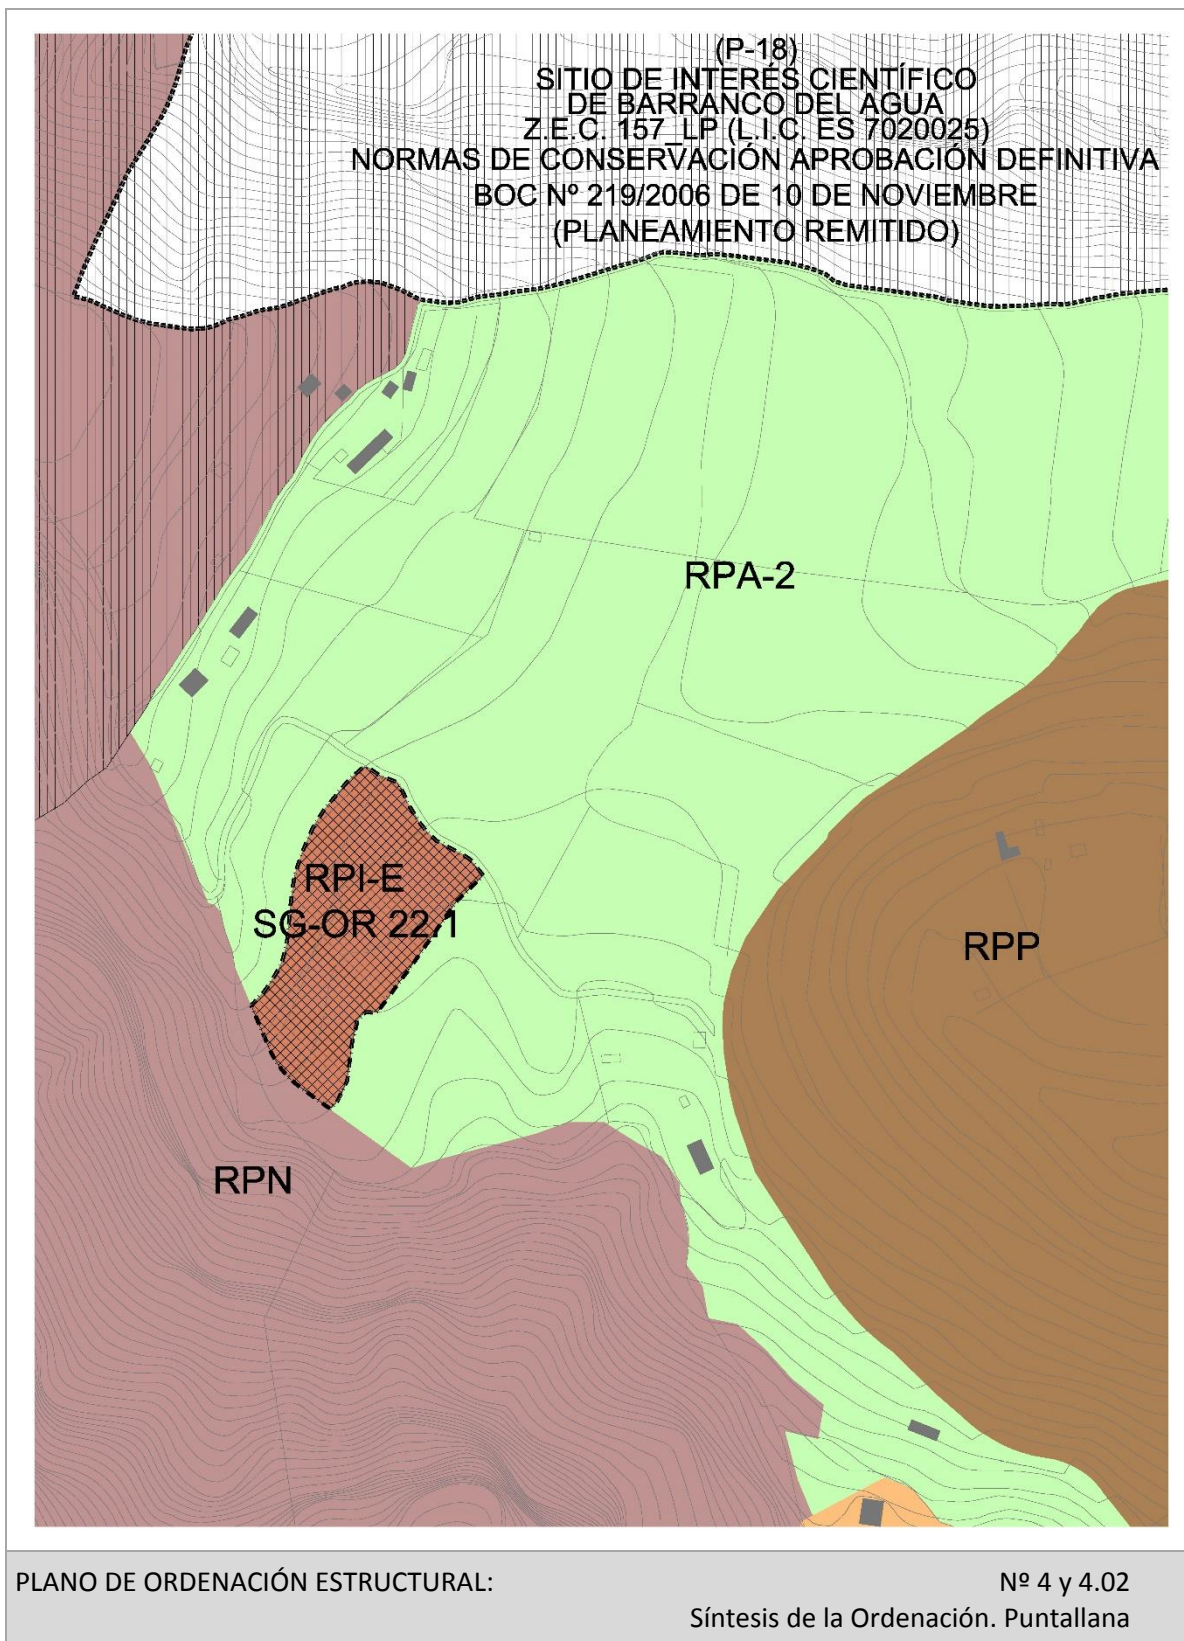 (P-18)
SITIO DE INTERÉS CIENTÍFICO
DE BARRANCO DEL AGUA
Z.E.C. 157_LP (L.I.C. ES 7020025)
NORMAS DE CONSERVACIÓN APROBACIÓN DEFINITIVA
BOC Nº 219/2006 DE 10 DE NOVIEMBRE
(PLANEAMIENTO REMITIDO)
RPA-2
RPI-E
SG-OR 22.1
RPP
RPN
PLANO DE ORDENACIÓN ESTRUCTURAL: Nº 4 y 4.02
Síntesis de la Ordenación. Puntallana